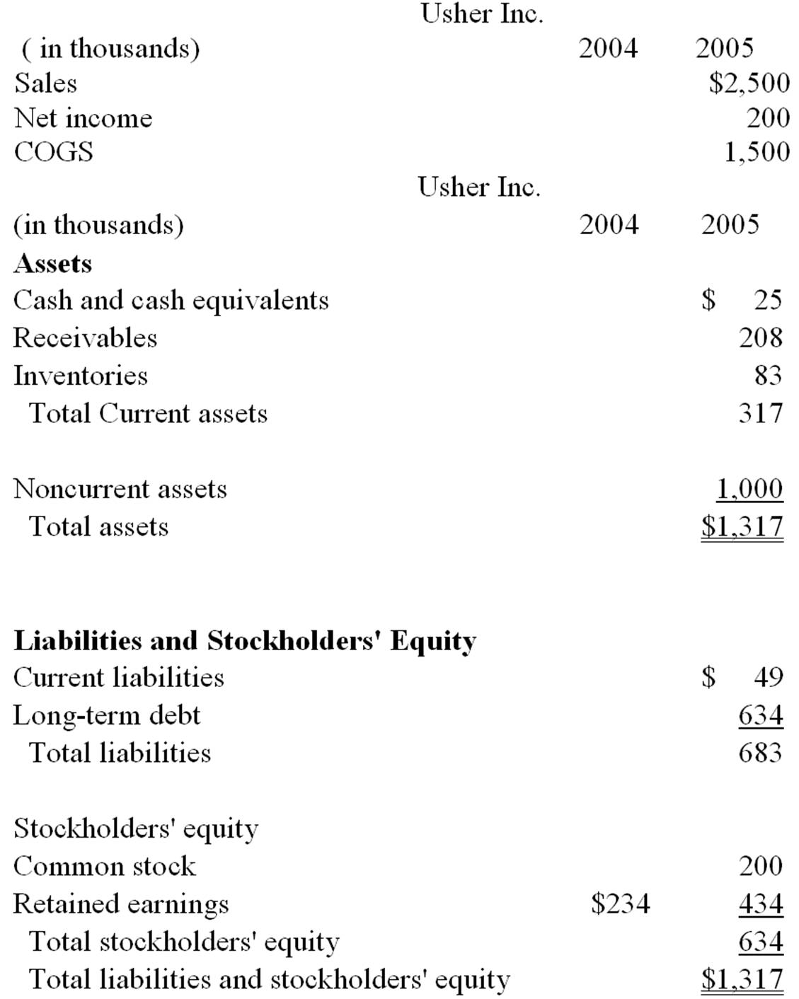 Usher Inc.
( in thousands) 2004 2005
Sales $2,500
Net income 200
COGS 1,500
Usher Inc.
(in thousands) 2004 2005
Assets
Cash and cash equivalents $ 25
Receivables 208
Inventories 83
Total Current assets 317
Noncurrent assets 1,000
Total assets $1,317
Liabilities and Stockholders' Equity
Current liabilities $ 49
Long-term debt 634
Total liabilities 683
Stockholders' equity
Common stock 200
Retained earnings $234 434
Total stockholders' equity 634
Total liabilities and stockholders' equity $1,317